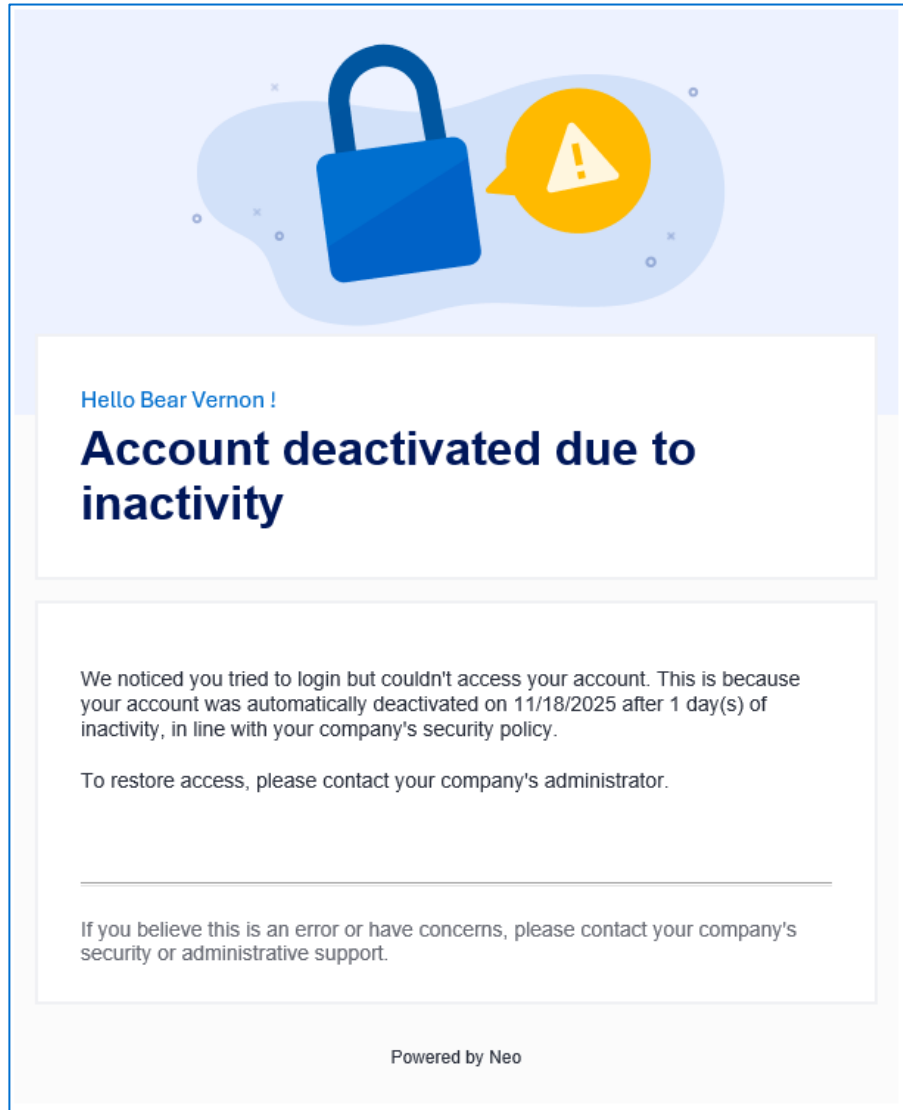 Hello Bear Vernon !
Account deactivated due to
inactivity
We noticed you tried to login but couldn't access your account. This is because
your account was automatically deactivated on 11/18/2025 after 1 day(s) of
inactivity, in line with your company's security policy.
To restore access, please contact your company's administrator.
If you believe this is an error or have concerns, please contact your company's
security or administrative support.
Powered by Neo